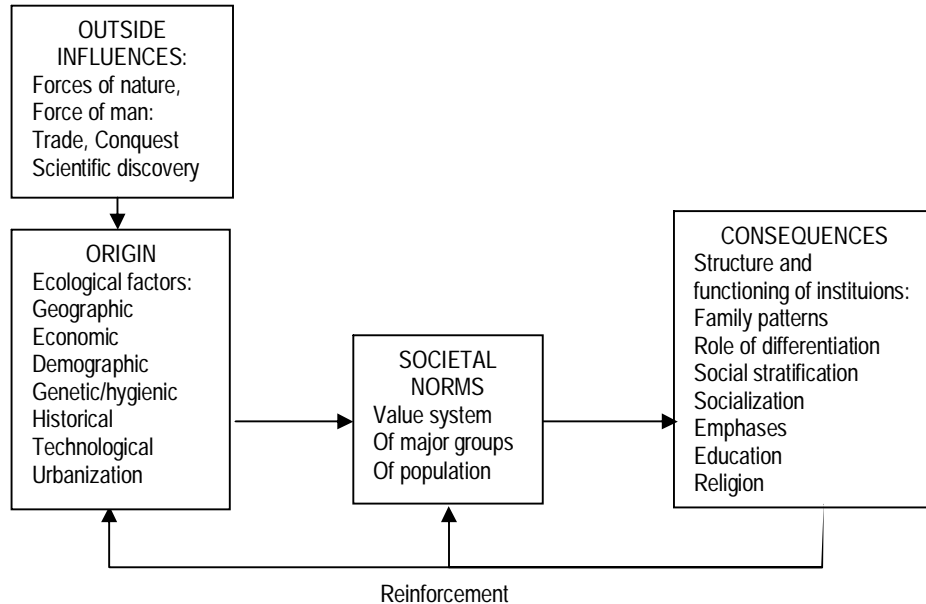 OUTSIDE
INFLUENCES:
Forces of nature,
Force of man:
Trade, Conquest
Scientific discovery
ORIGIN
Ecological factors:
Geographic
Economic
Demographic
Genetic/hygienic
Historical
Technological
Urbanization
SOCIETAL
NORMS
Value system
Of major groups
Of population
CONSEQUENCES
Structure and
functioning of instituions:
Family patterns
Role of differentiation
Social stratification
Socialization
Emphases
Education
Religion
Reinforcement